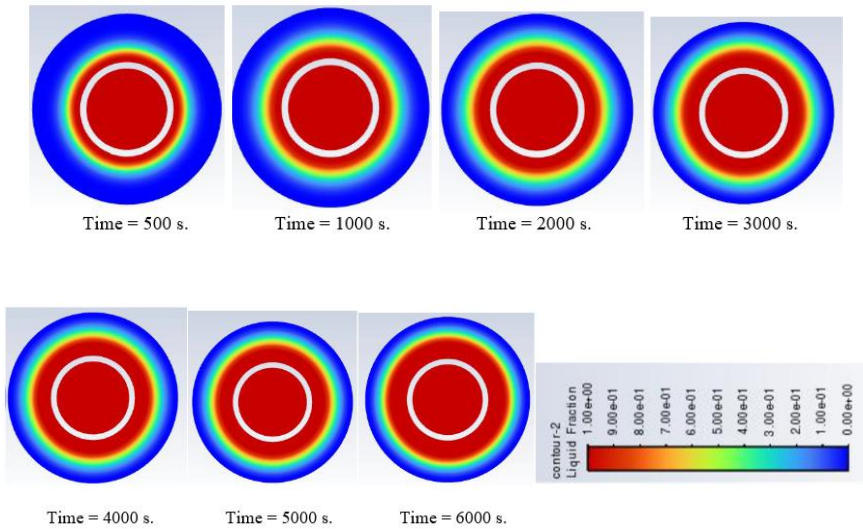 Time = 500 s.
Time = 1000 s.
Time = 2000 s.
Time = 3000 s.
contour-2
Liquid Fraction
1.00e+00
9.00e-01
8.00e-01
7.00e-01
6.00e-01
5.00e-01
4.00e-01
3.00e-01
2.00e-01
1.00e-01
0.00e+00
Time = 4000 s.
Time = 5000 s.
Time = 6000 s.